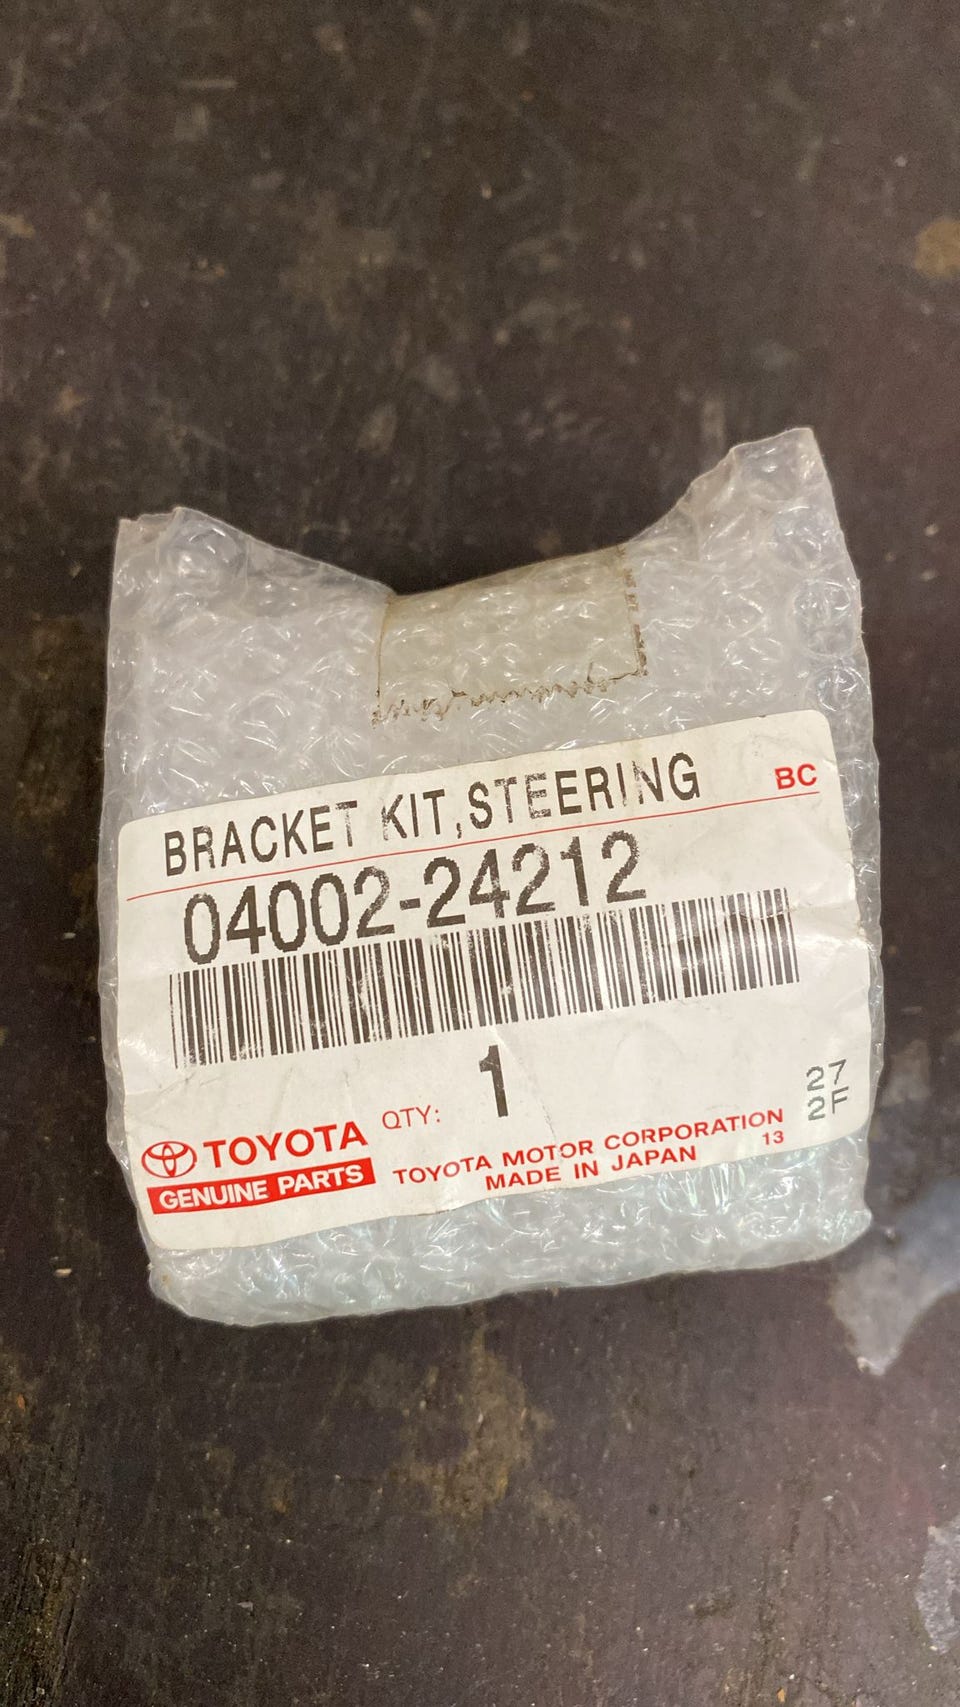 BRACKET KIT,STEERING
BC
04002-24212
QTY: 1
27
2F
TOYOTA
GENUINE PARTS
TOYOTA MOTOR CORPORATION
MADE IN JAPAN 13